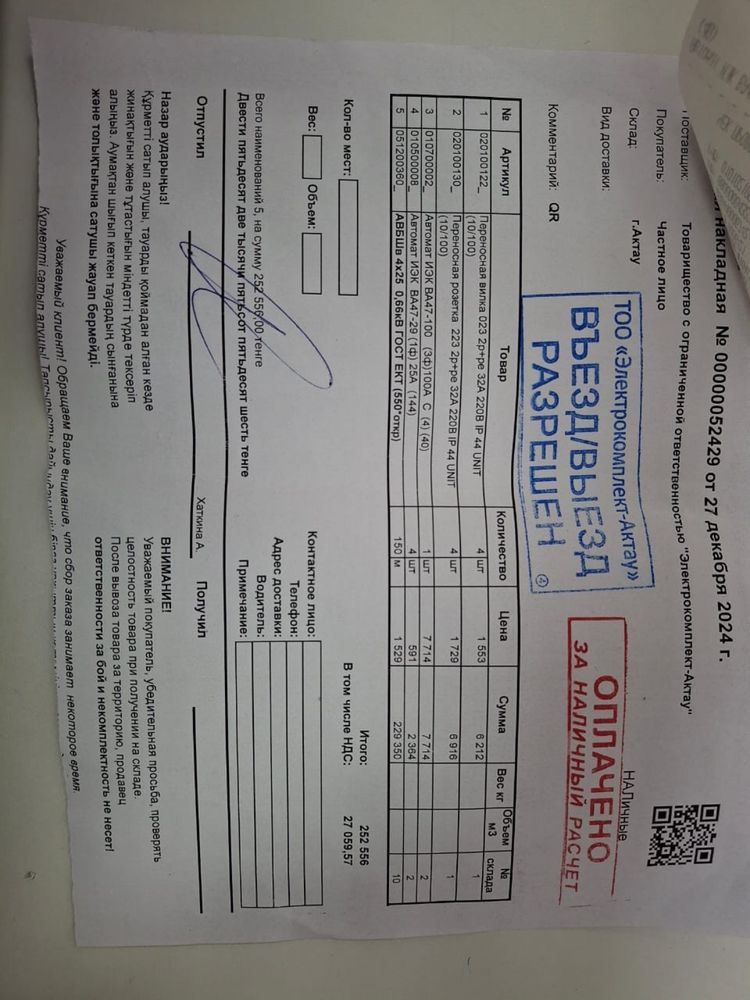 накладная № 00000052429 от 27 декабря 2024 г.
Поставщик: Товарищество с ограниченной ответственностью "Электрокомплект-Актау"
Покупатель: Частное лицо
Склад: г.Актау
Вид доставки:
Комментарий: QR
НАЛичные
ТОО «Электрокомплект-Актау»
ВЪЕЗД/ВЫЕЗД
РАЗРЕШЕН 4
ОПЛАЧЕНО
ЗА НАЛИЧНЫЙ РАСЧЕТ
№ Артикул Товар Количество Цена Сумма Вес кг Объем м3 № склада
1 020100122_ Переносная вилка 023 2р+ре 32А 220В IP 44 UNIT (10/100) 4 шт 1 553 6 212 1
2 020100130_ Переносная розетка 223 2р+ре 32А 220В IP 44 UNIT (10/100) 4 шт 1 729 6 916 1
3 010700002_ Автомат ИЭК ВА47-100 (3ф)100А С (4) (40) 1 шт 7 714 7 714 2
4 010500008_ Автомат ИЭК ВА47-29 (1ф) 25А (144) 4 шт 591 2 364 2
5 051200360_ АВБШв 4х25 0,66кВ ГОСТ ЕКТ (550*откр) 150 м 1 529 229 350 10
Итого: 252 556
В том числе НДС: 27 059,57
Кол-во мест:
Вес: Объем:
Контактное лицо:
Телефон:
Адрес доставки:
Водитель:
Примечание:
Всего наименований 5, на сумму 252 556,00 тенге
Двести пятьдесят две тысячи пятьсот пятьдесят шесть тенге
Отпустил Хаткина А. Получил
Назар аударыңыз!
Құрметті сатып алушы, тауарды қоймадан алған кезде
жинақтығын және тұтастығын міндетті түрде тексеріп
алыңыз. Аумақтан шығып кеткен тауардың сынғанына
және толықтығына сатушы жауап бермейді.
ВНИМАНИЕ!
Уважаемый покупатель, убедительная просьба, проверять
целостность товара при получении на складе.
После вывоза товара за территорию, продавец
ответственности за бой и некомплектность не несет!
Уважаемый клиент! Обращаем Ваше внимание, что сбор заказа занимает некоторое время.
Құрметті сатып алушы! Тапсырысты